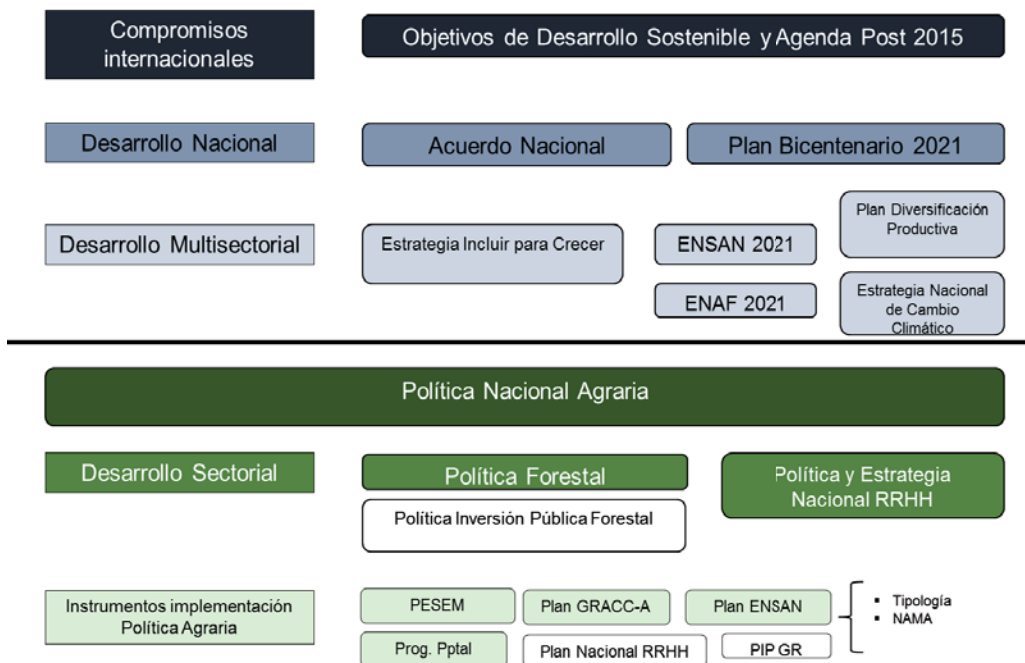 Compromisos
internacionales
Objetivos de Desarrollo Sostenible y Agenda Post 2015
Desarrollo Nacional
Acuerdo Nacional
Plan Bicentenario 2021
Desarrollo Multisectorial
Estrategia Incluir para Crecer
ENSAN 2021
ENAF 2021
Plan Diversificación
Productiva
Estrategia Nacional
de Cambio
Climático
Política Nacional Agraria
Desarrollo Sectorial
Política Forestal
Política Inversión Pública Forestal
Política y Estrategia
Nacional RRHH
Instrumentos implementación
Política Agraria
PESEM
Plan GRACC-A
Plan ENSAN
Prog. Pptal
Plan Nacional RRHH
PIP GR
▪ Tipología
▪ NAMA